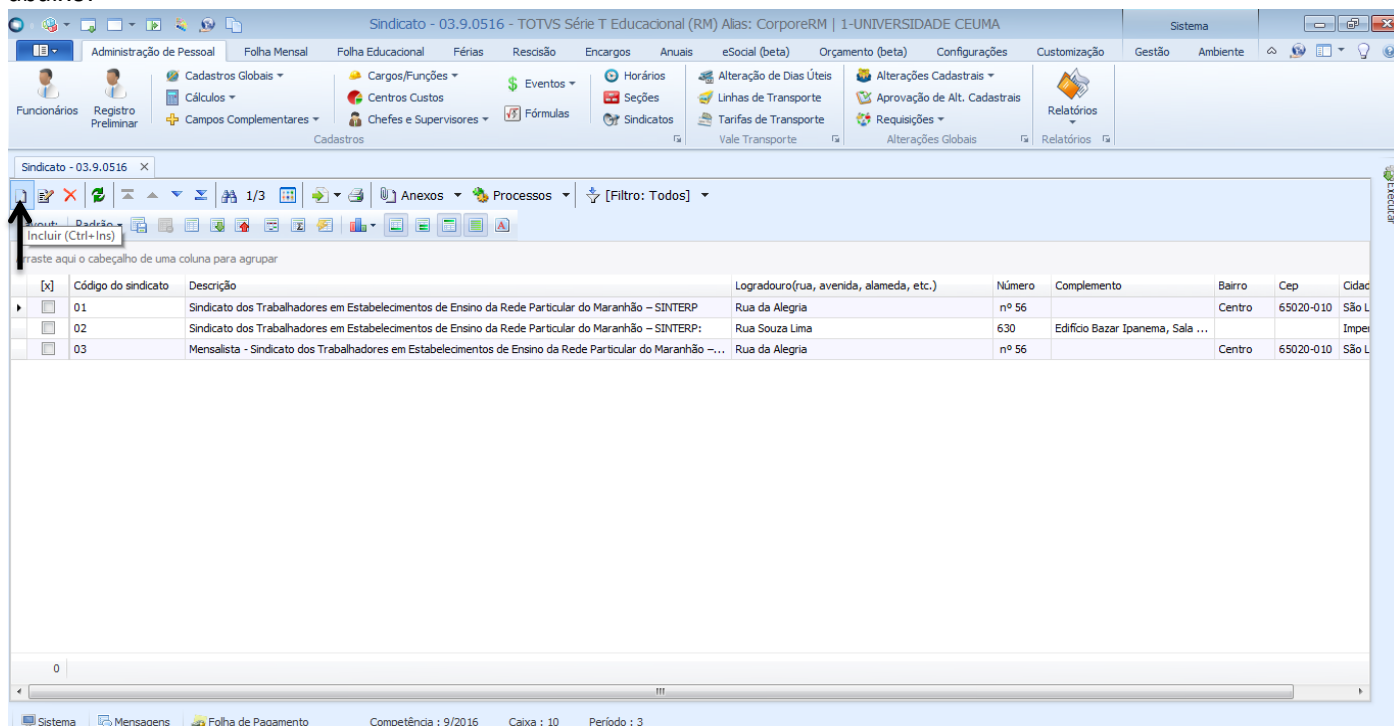 Sindicato - 03.9.0516 - TOTVS Série T Educacional (RM) Alias: CorporeRM | 1-UNIVERSIDADE CEUMA
Sistema
Administração de Pessoal Folha Mensal Folha Educacional Férias Rescisão Encargos Anuais eSocial (beta) Orçamento (beta) Configurações Customização Gestão Ambiente
Funcionários
Registro Preliminar
Cadastros Globais
Cálculos
Campos Complementares
Cargos/Funções
Centros Custos
Chefes e Supervisores
Eventos
Fórmulas
Horários
Seções
Sindicatos
Cadastros
Alteração de Dias Úteis
Linhas de Transporte
Tarifas de Transporte
Vale Transporte
Alterações Cadastrais
Aprovação de Alt. Cadastrais
Requisições
Alterações Globais
Relatórios
Relatórios
Sindicato - 03.9.0516
Executar
1/3 Anexos Processos [Filtro: Todos]
Padrão
Incluir (Ctrl+Ins)
aqui o cabeçalho de uma coluna para agrupar
[x] Código do sindicato Descrição Logradouro(rua, avenida, alameda, etc.) Número Complemento Bairro Cep Cidad
01 Sindicato dos Trabalhadores em Estabelecimentos de Ensino da Rede Particular do Maranhão – SINTERP Rua da Alegria nº 56 Centro 65020-010 São L
02 Sindicato dos Trabalhadores em Estabelecimentos de Ensino da Rede Particular do Maranhão – SINTERP: Rua Souza Lima 630 Edifício Bazar Ipanema, Sala ... Imper
03 Mensalista - Sindicato dos Trabalhadores em Estabelecimentos de Ensino da Rede Particular do Maranhão –... Rua da Alegria nº 56 Centro 65020-010 São L
0
Sistema Mensagens Folha de Pagamento Competência : 9/2016 Caixa : 10 Período : 3